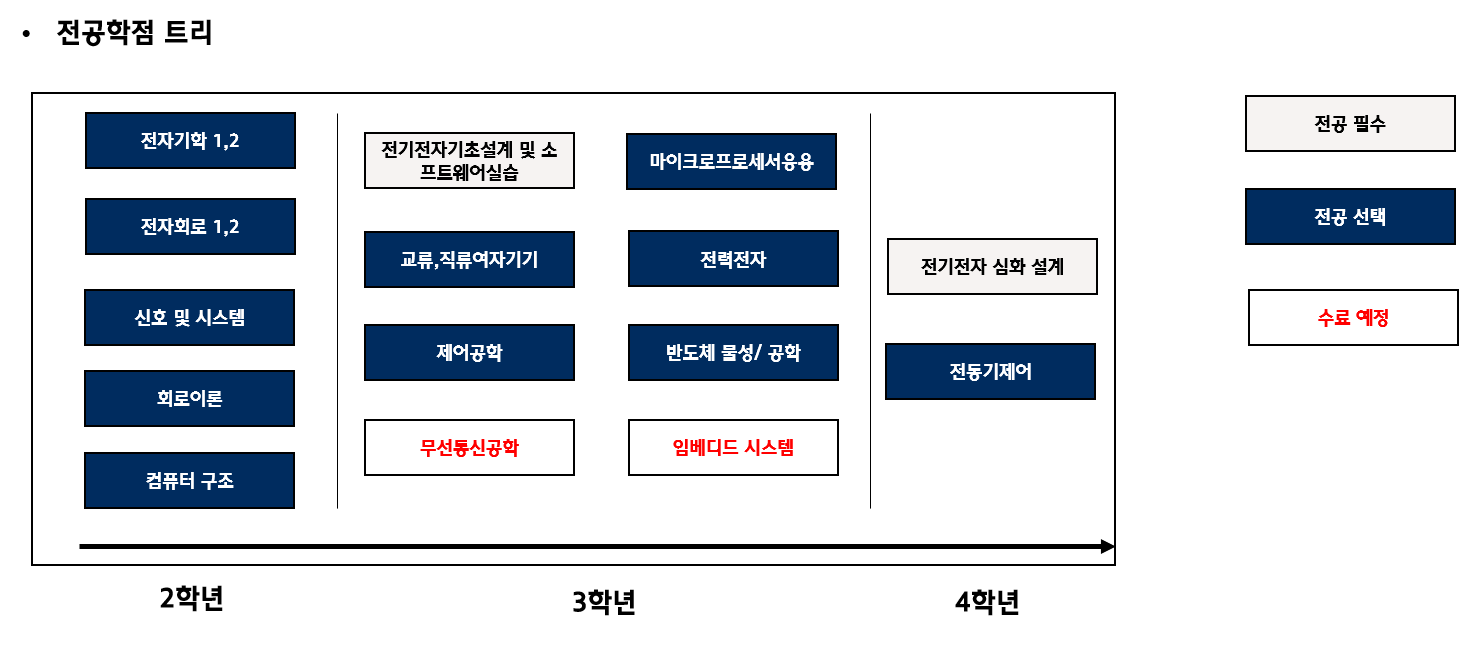 • 전공학점 트리
전자기학 1,2
전자회로 1,2
신호 및 시스템
회로이론
컴퓨터 구조
전기전자기초설계 및 소
프트웨어실습
교류,직류여자기기
제어공학
무선통신공학
마이크로프로세서응용
전력전자
반도체 물성/ 공학
임베디드 시스템
전기전자 심화 설계
전동기제어
2학년
3학년
4학년
전공 필수
전공 선택
수료 예정